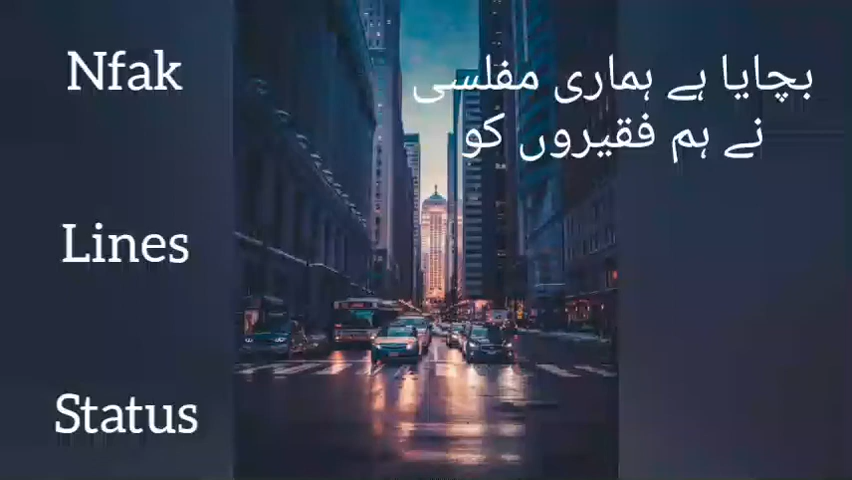 Nfak
Lines
Status
بچایا ہے ہماری مفلسی
نے ہم فقیروں کو